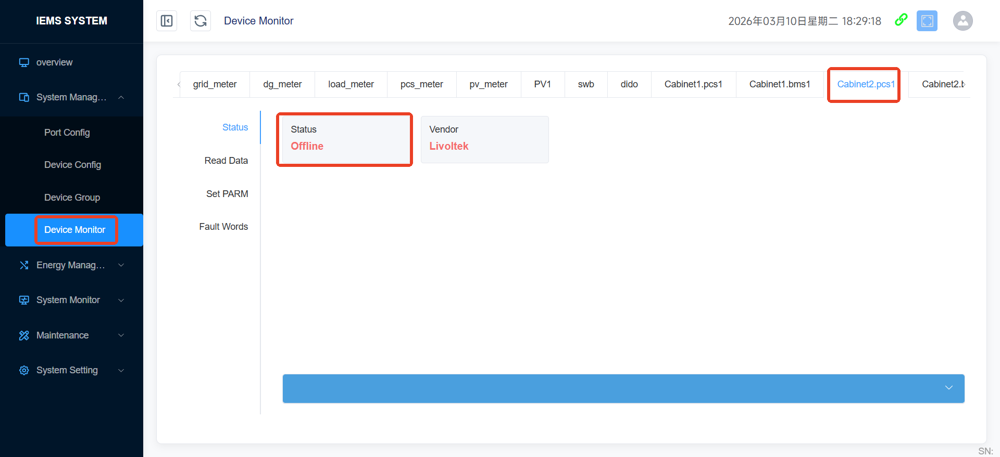 IEMS SYSTEM
Device Monitor
2026年03月10日星期二 18:29:18
overview
System Manag...
Port Config
Device Config
Device Group
Device Monitor
Energy Manag...
System Monitor
Maintenance
System Setting
grid_meter
dg_meter
load_meter
pcs_meter
pv_meter
PV1
swb
dido
Cabinet1.pcs1
Cabinet1.bms1
Cabinet2.pcs1
Cabinet2.
Status
Read Data
Set PARM
Fault Words
Status
Offline
Vendor
Livoltek
SN: